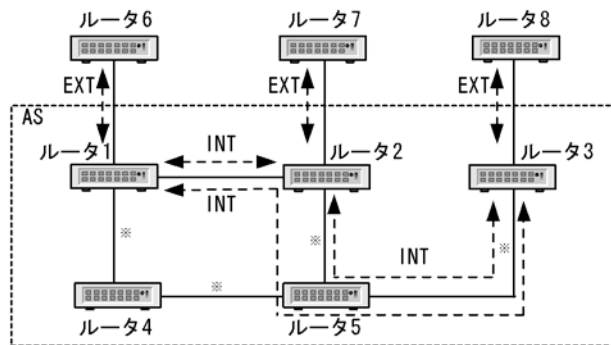 ルータ6
ルータ7
ルータ8
EXT
EXT
EXT
AS
ルータ1
INT
ルータ2
ルータ3
INT
※
※
INT
※
※
ルータ4
ルータ5